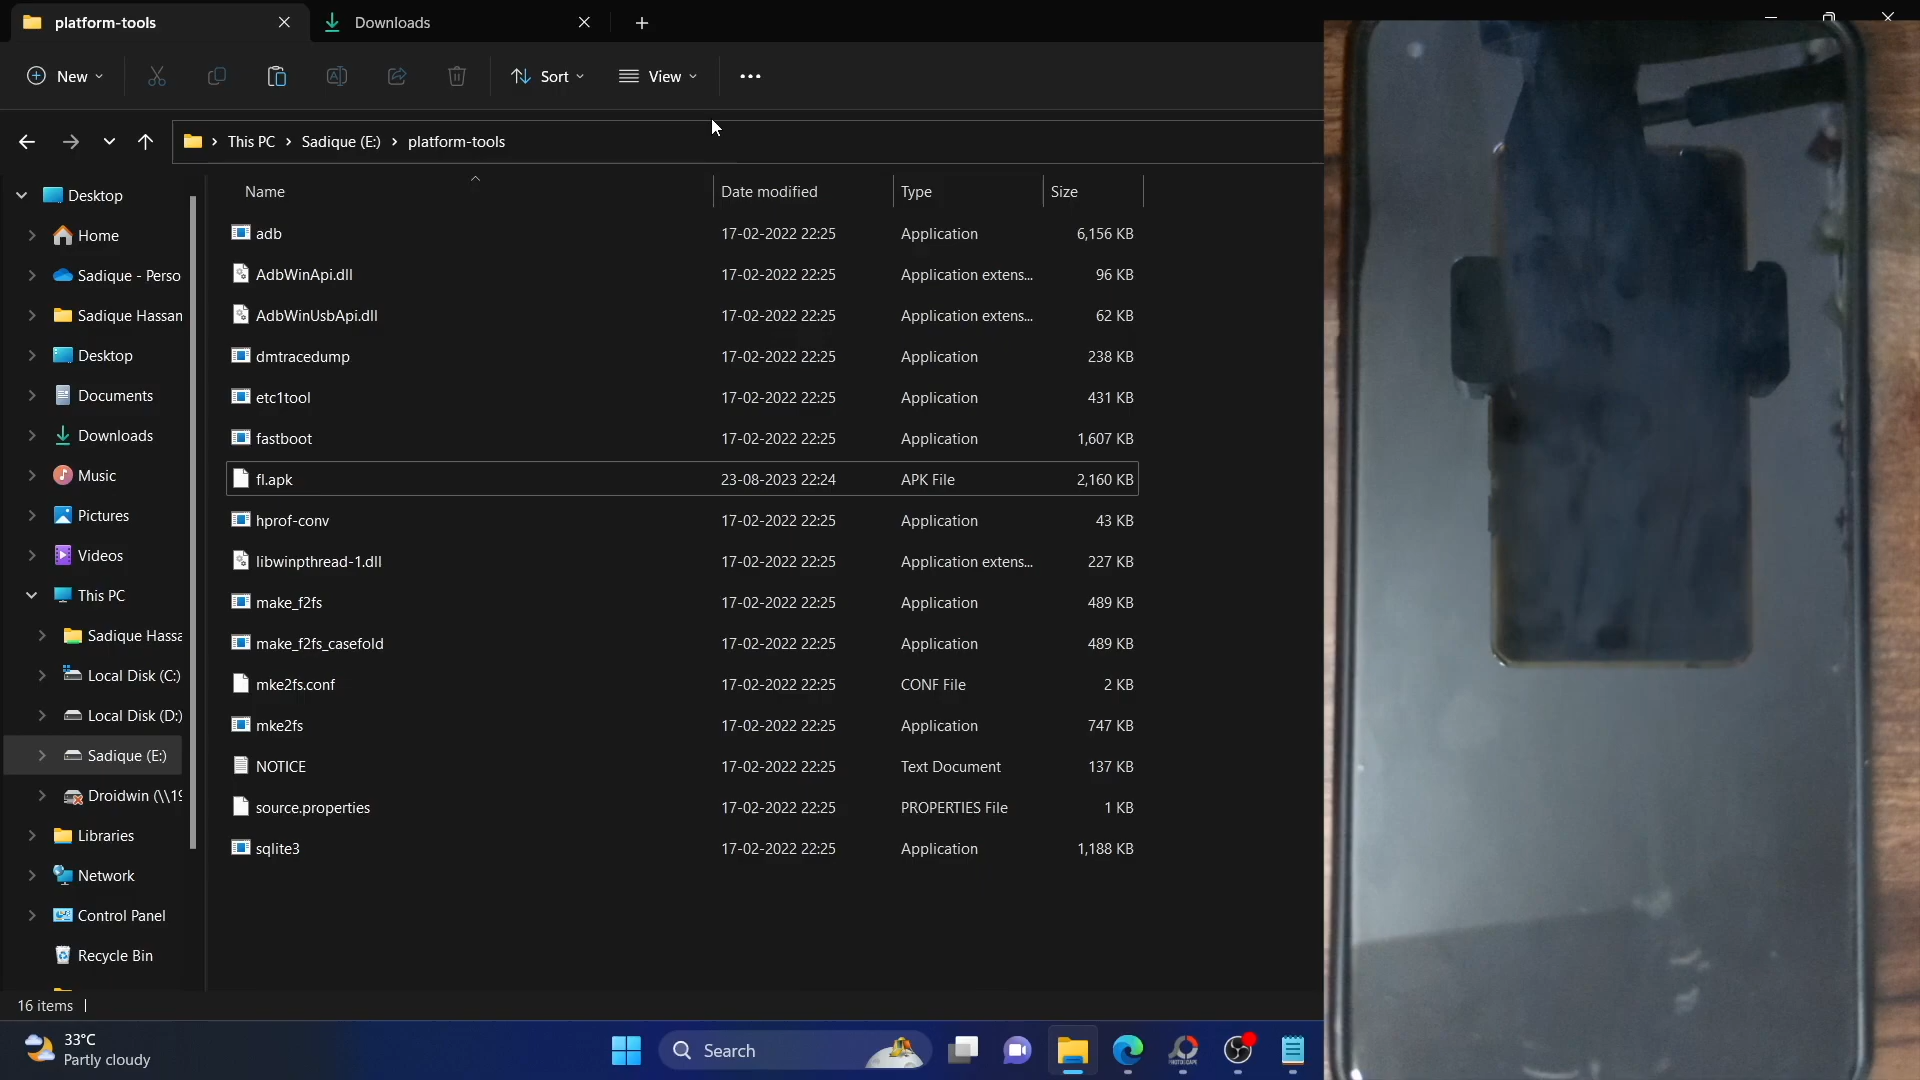 platform-tools
Downloads
New
Sort
View
This PC
Sadique (E:)
platform-tools
Name
Date modified
Type
Size
adb 17-02-2022 22:25 Application 6,156 KB
AdbWinApi.dll 17-02-2022 22:25 Application extens... 96 KB
AdbWinUsbApi.dll 17-02-2022 22:25 Application extens... 62 KB
dmtracedump 17-02-2022 22:25 Application 238 KB
etc1tool 17-02-2022 22:25 Application 431 KB
fastboot 17-02-2022 22:25 Application 1,607 KB
fl.apk 23-08-2023 22:24 APK File 2,160 KB
hprof-conv 17-02-2022 22:25 Application 43 KB
libwinpthread-1.dll 17-02-2022 22:25 Application extens... 227 KB
make_f2fs 17-02-2022 22:25 Application 489 KB
make_f2fs_casefold 17-02-2022 22:25 Application 489 KB
mke2fs.conf 17-02-2022 22:25 CONF File 2 KB
mke2fs 17-02-2022 22:25 Application 747 KB
NOTICE 17-02-2022 22:25 Text Document 137 KB
source.properties 17-02-2022 22:25 PROPERTIES File 1 KB
sqlite3 17-02-2022 22:25 Application 1,188 KB
Desktop
Home
Sadique - Perso
Sadique Hassan
Desktop
Documents
Downloads
Music
Pictures
Videos
This PC
Sadique Hassa
Local Disk (C:)
Local Disk (D:)
Sadique (E:)
Droidwin (\\19
Libraries
Network
Control Panel
Recycle Bin
16 items
33°C
Partly cloudy
Search